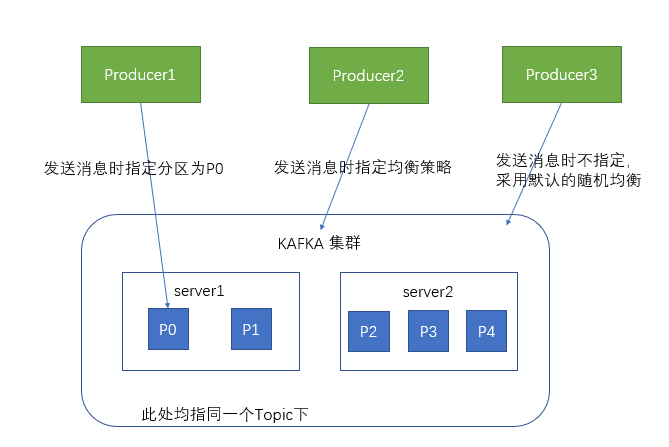 Producer1
Producer2
Producer3
发送消息时指定分区为P0
发送消息时指定均衡策略
发送消息时不指定，
采用默认的随机均衡
KAFKA 集群
server1
server2
P0
P1
P2
P3
P4
此处均指同一个Topic下